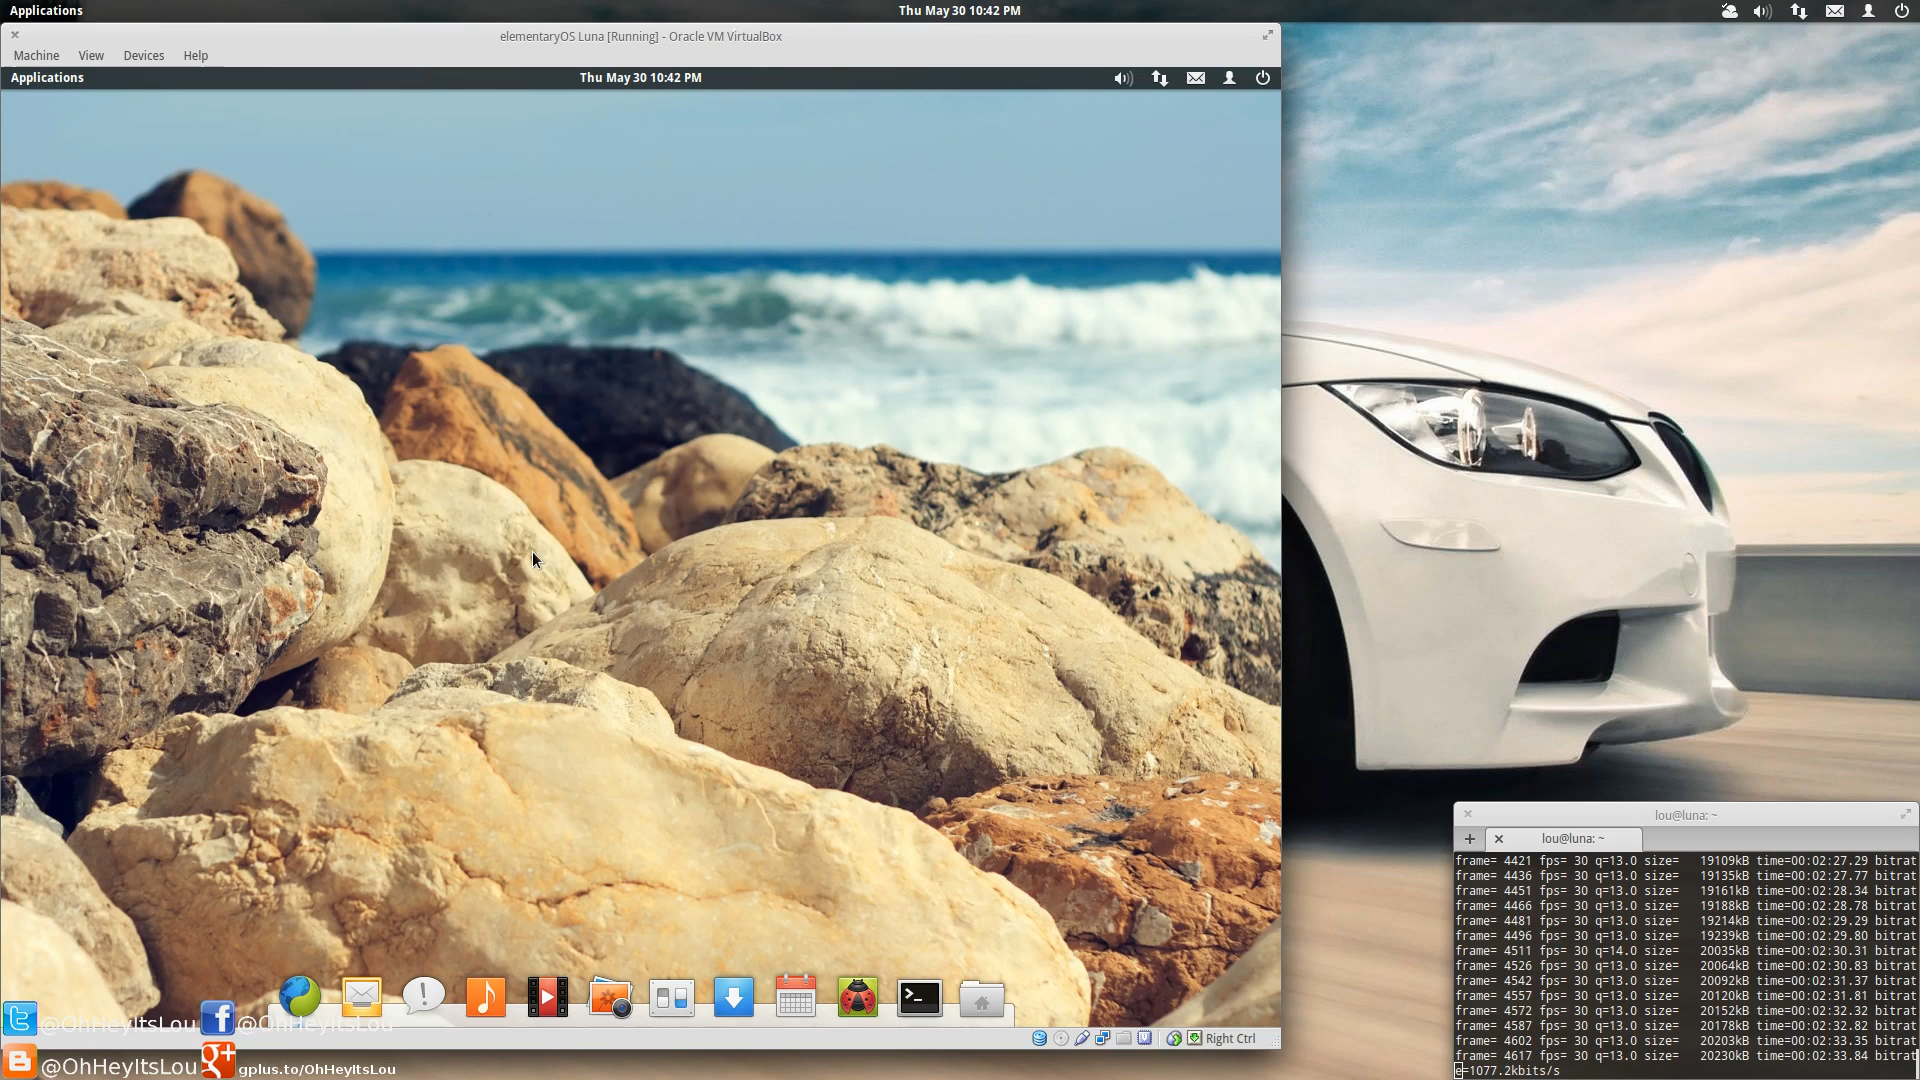 Applications
Thu May 30 10:42 PM
elementaryOS Luna [Running] - Oracle VM VirtualBox
Machine View Devices Help
Applications
Thu May 30 10:42 PM
@OhHeyItsLou
@OhHeyItsLou
Right Ctrl
@OhHeyItsLou
gplus.to/OhHeyItsLou
lou@luna: ~
lou@luna: ~
frame= 4421 fps= 30 q=13.0 size= 19109kB time=00:02:27.29 bitrat
frame= 4436 fps= 30 q=13.0 size= 19135kB time=00:02:27.77 bitrat
frame= 4451 fps= 30 q=13.0 size= 19161kB time=00:02:28.34 bitrat
frame= 4466 fps= 30 q=13.0 size= 19188kB time=00:02:28.78 bitrat
frame= 4481 fps= 30 q=13.0 size= 19214kB time=00:02:29.29 bitrat
frame= 4496 fps= 30 q=13.0 size= 19239kB time=00:02:29.80 bitrat
frame= 4511 fps= 30 q=14.0 size= 20035kB time=00:02:30.31 bitrat
frame= 4526 fps= 30 q=13.0 size= 20064kB time=00:02:30.83 bitrat
frame= 4542 fps= 30 q=13.0 size= 20092kB time=00:02:31.37 bitrat
frame= 4557 fps= 30 q=13.0 size= 20120kB time=00:02:31.81 bitrat
frame= 4572 fps= 30 q=13.0 size= 20152kB time=00:02:32.32 bitrat
frame= 4587 fps= 30 q=13.0 size= 20178kB time=00:02:32.82 bitrat
frame= 4602 fps= 30 q=13.0 size= 20203kB time=00:02:33.35 bitrat
frame= 4617 fps= 30 q=13.0 size= 20230kB time=00:02:33.84 bitrat
e=1077.2kbits/s